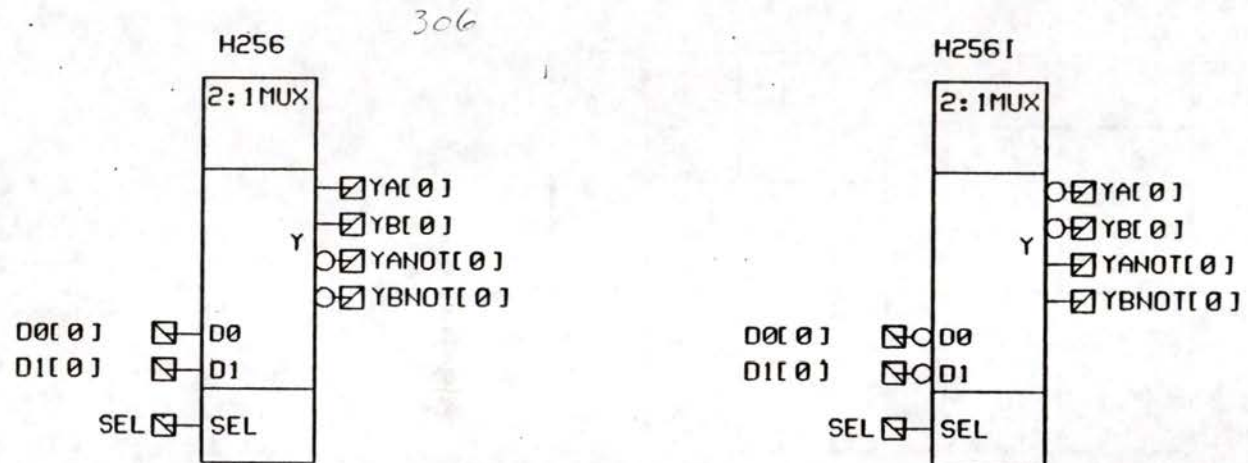 306
H256
2:1MUX
YA[0]
YB[0]
Y
YANOT[0]
YBNOT[0]
D0[0]
D0
D1[0]
D1
SEL
SEL
H256I
2:1MUX
YA[0]
YB[0]
Y
YANOT[0]
YBNOT[0]
D0[0]
D0
D1[0]
D1
SEL
SEL